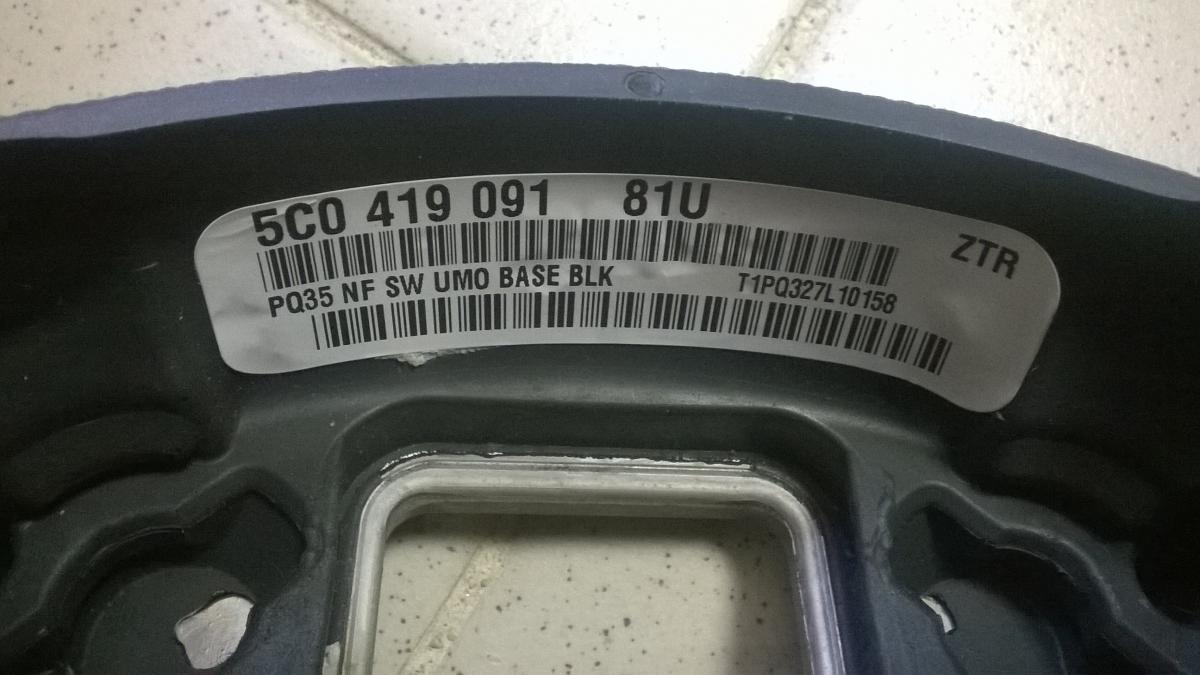 5C0 419 091 81U
ZTR
PQ35 NF SW UMO BASE BLK T1PQ327L10158